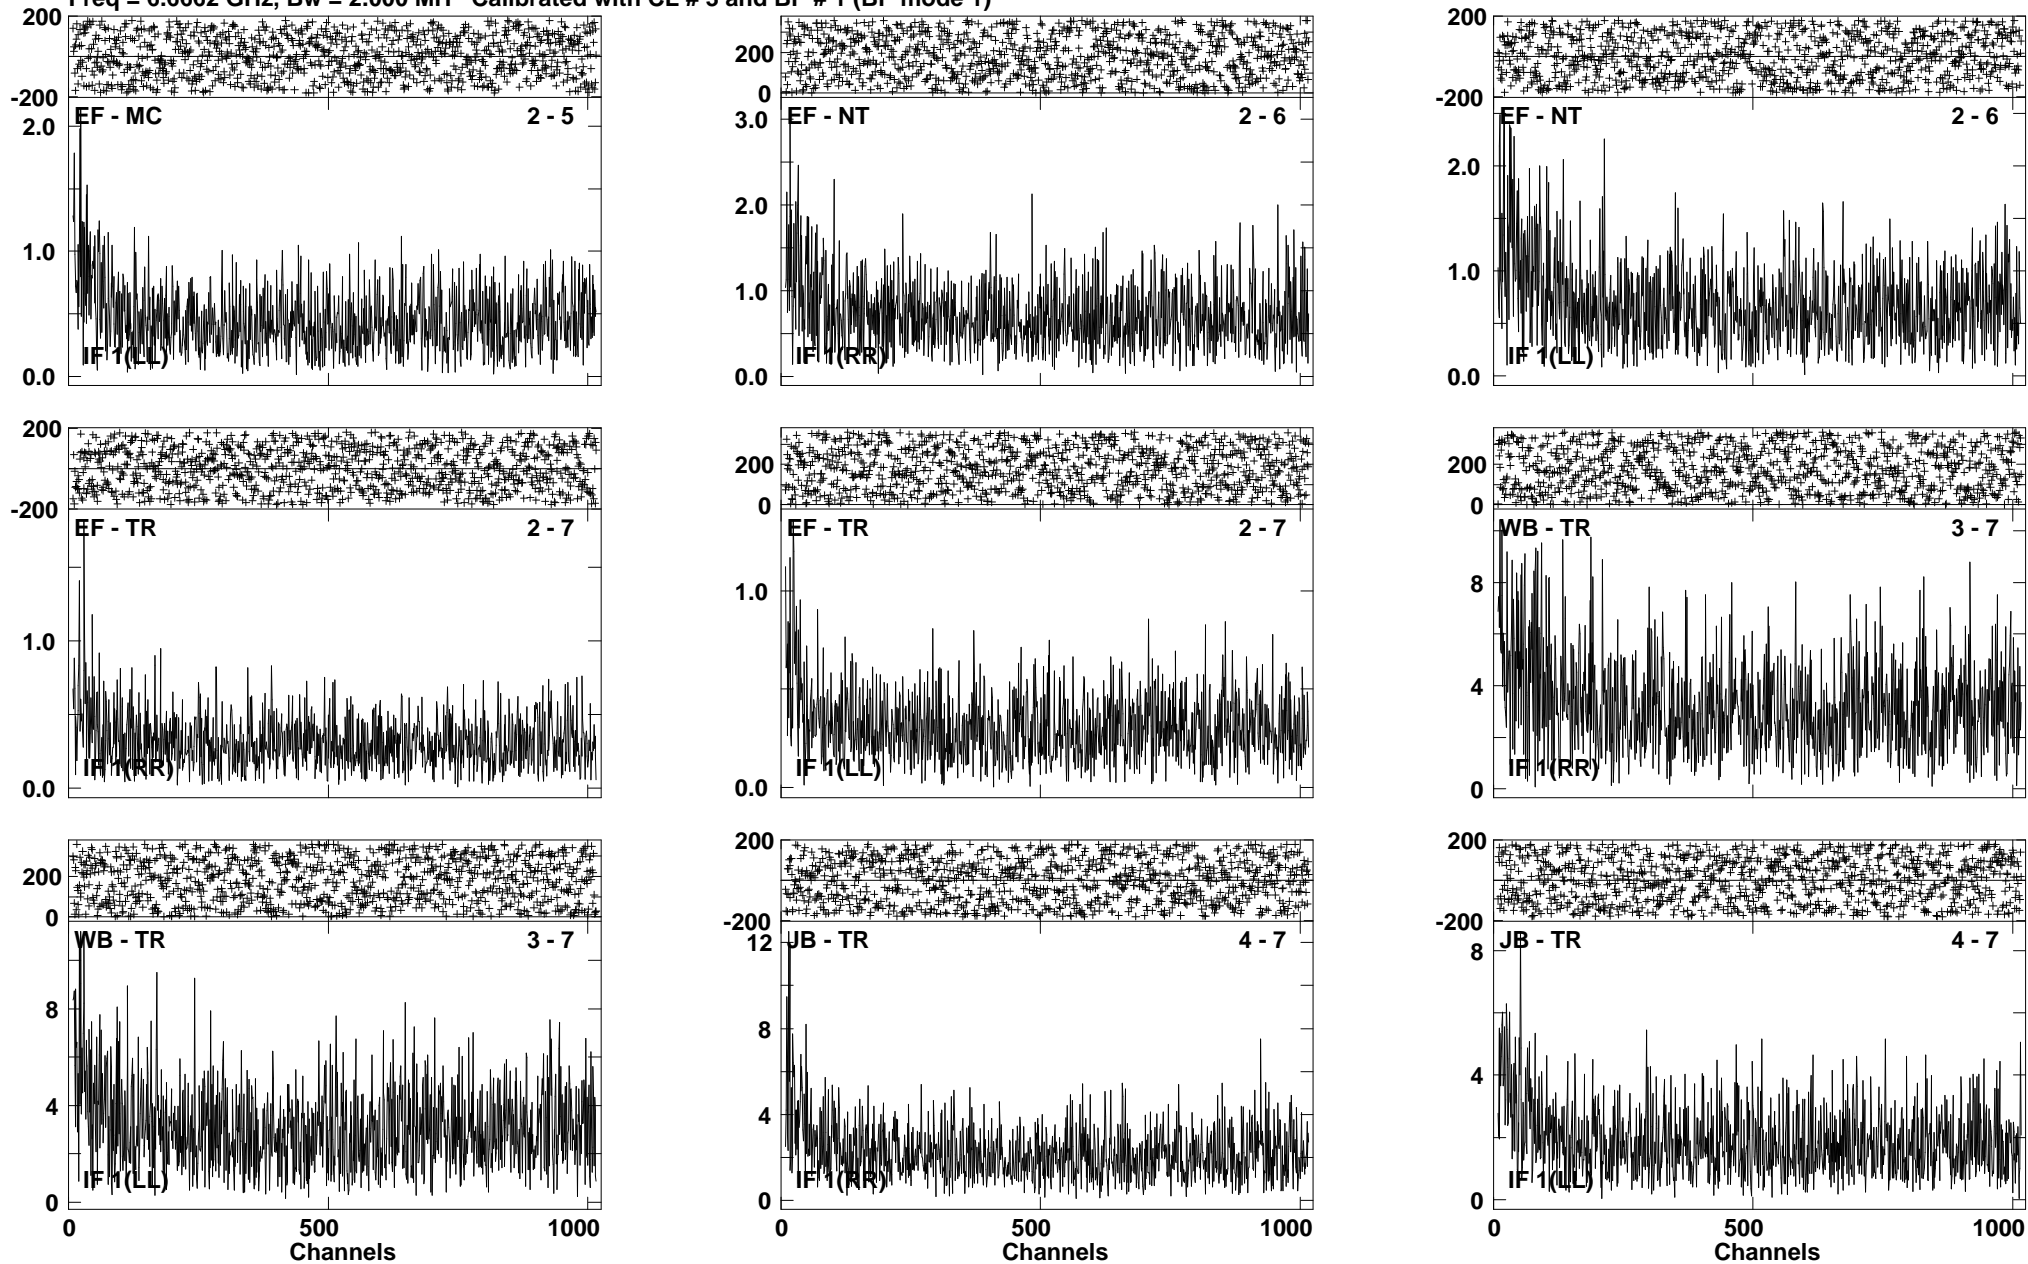 Calibrated with CL # 3 and BP # 1 (BP mode 1)
200
-200
EF - MC 2 - 5
2.0
1.0
IF 1(LL)
0.0
200
0
EF - NT 2 - 6
3.0
2.0
1.0
IF 1(RR)
0.0
200
-200
EF - NT 2 - 6
2.0
1.0
IF 1(LL)
0.0
200
-200
EF - TR 2 - 7
1.0
IF 1(RR)
0.0
200
0
EF - TR 2 - 7
1.0
IF 1(LL)
0.0
200
0
WB - TR 3 - 7
8
4
IF 1(RR)
0
200
0
WB - TR 3 - 7
8
4
IF 1(LL)
0
0 500 1000
Channels
200
-200
JB - TR 4 - 7
12
8
4
IF 1(RR)
0
0 500 1000
Channels
200
-200
JB - TR 4 - 7
8
4
IF 1(LL)
0
0 500 1000
Channels